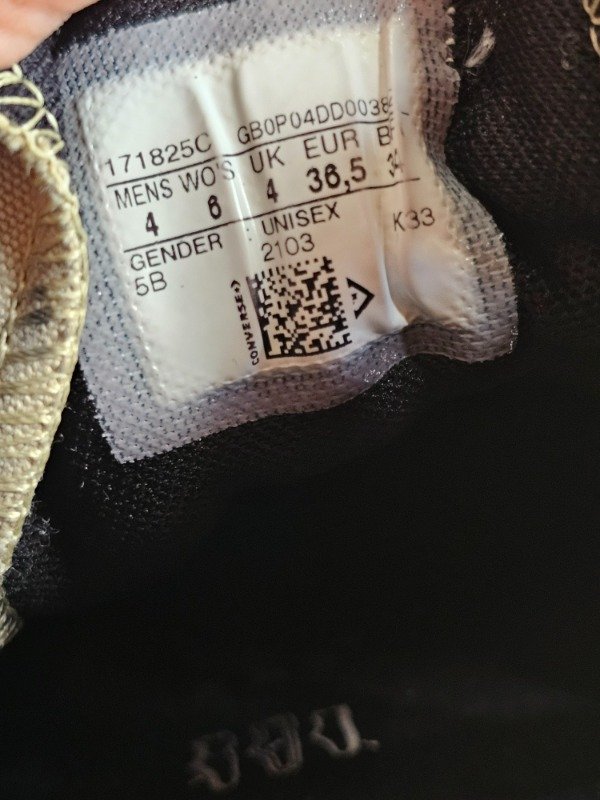 171825C GB0P04DD0038
MENS WO'S UK EUR
4 6 4 36,5
GENDER UNISEX K33
5B 2103
CONVERSE